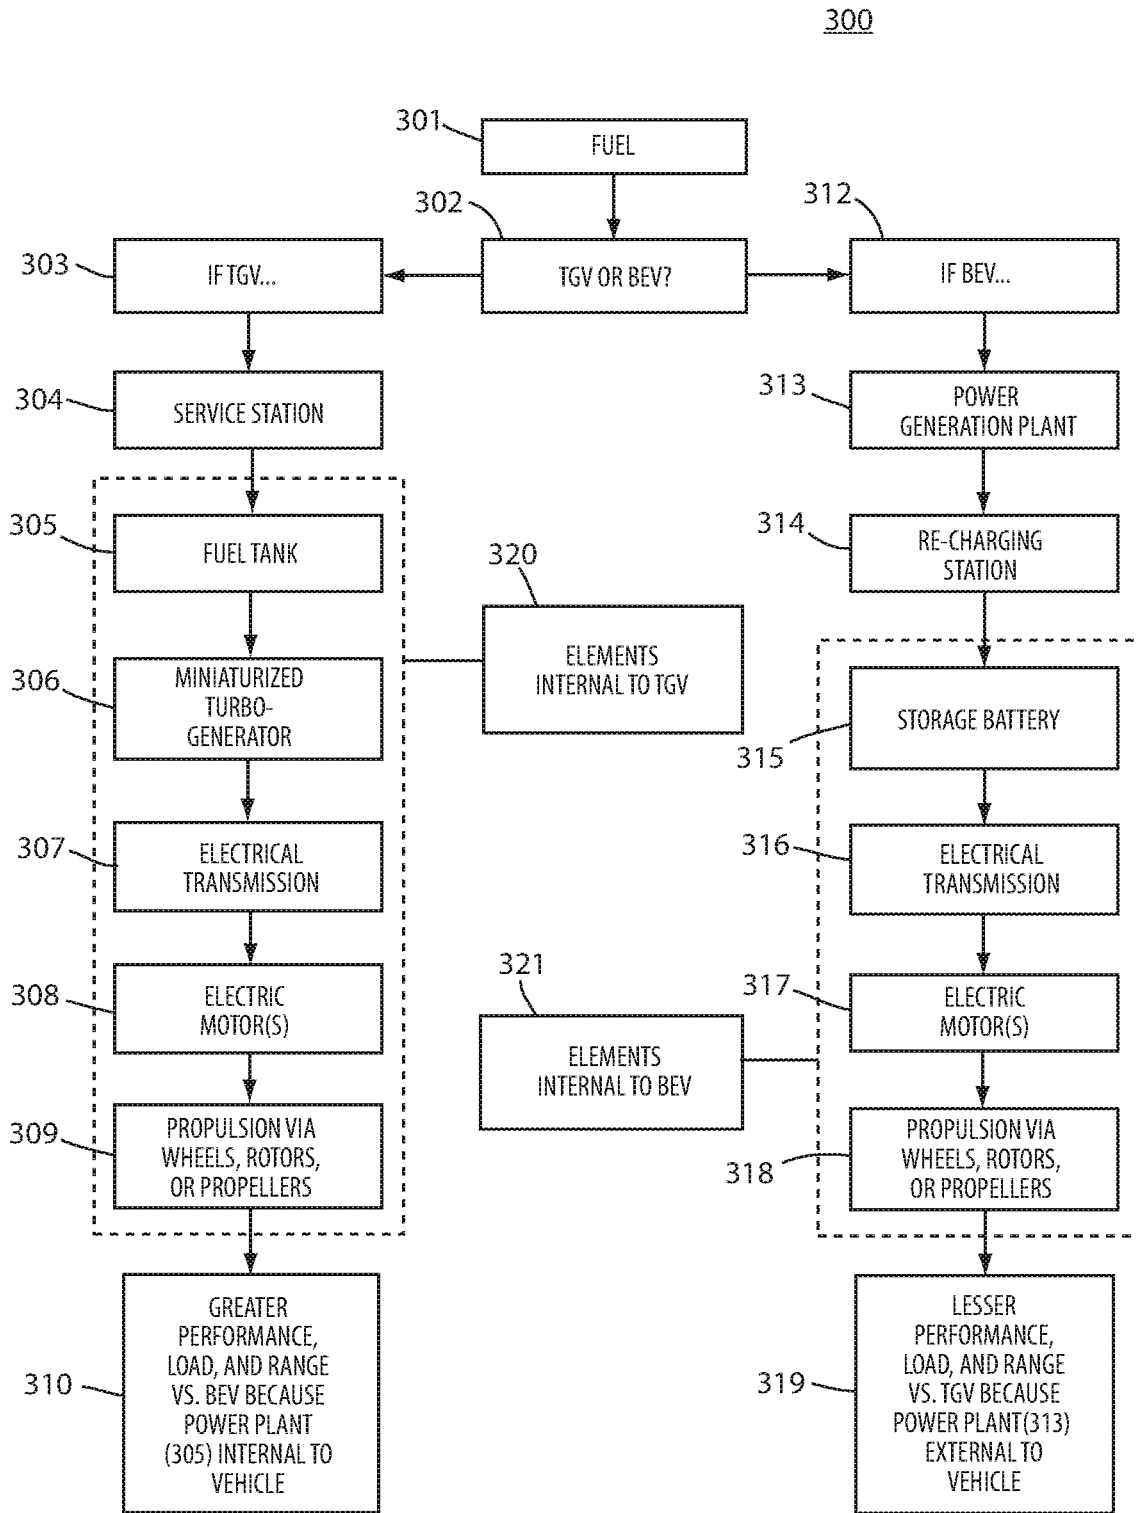 300
301
FUEL
302
TGV OR BEV?
303
IF TGV...
312
IF BEV...
304
SERVICE STATION
313
POWER
GENERATION PLANT
305
FUEL TANK
314
RE-CHARGING
STATION
320
ELEMENTS
INTERNAL TO TGV
306
MINIATURIZED
TURBO-
GENERATOR
315
STORAGE BATTERY
307
ELECTRICAL
TRANSMISSION
316
ELECTRICAL
TRANSMISSION
308
ELECTRIC
MOTOR(S)
321
ELEMENTS
INTERNAL TO BEV
317
ELECTRIC
MOTOR(S)
309
PROPULSION VIA
WHEELS, ROTORS,
OR PROPELLERS
318
PROPULSION VIA
WHEELS, ROTORS,
OR PROPELLERS
310
GREATER
PERFORMANCE,
LOAD, AND RANGE
VS. BEV BECAUSE
POWER PLANT
(305) INTERNAL TO
VEHICLE
319
LESSER
PERFORMANCE,
LOAD, AND RANGE
VS. TGV BECAUSE
POWER PLANT(313)
EXTERNAL TO
VEHICLE